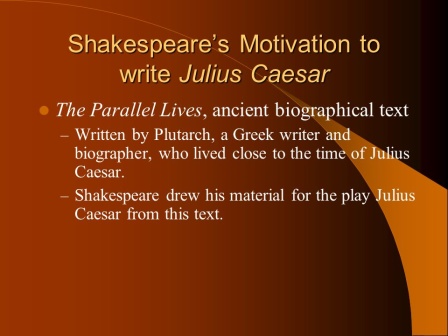 Shakespeare's Motivation to
write Julius Caesar
The Parallel Lives, ancient biographical text
– Written by Plutarch, a Greek writer and
biographer, who lived close to the time of Julius
Caesar.
– Shakespeare drew his material for the play Julius
Caesar from this text.